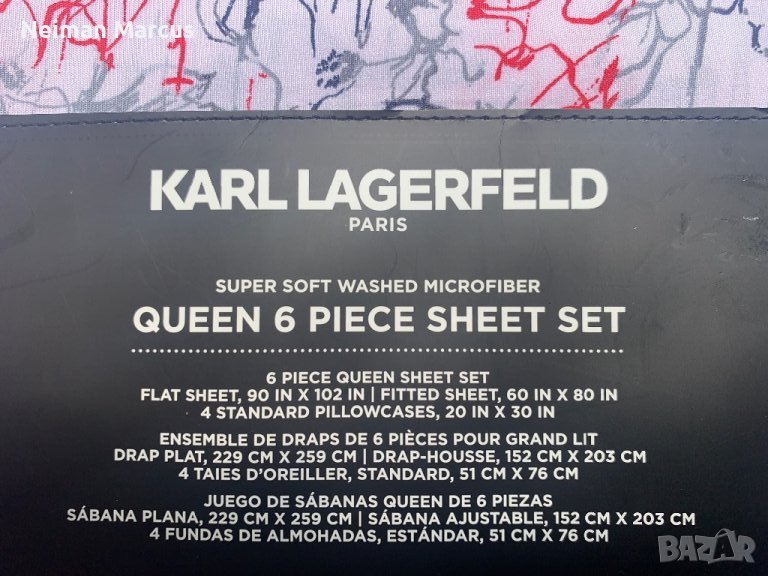 Neiman Marcus
KARL LAGERFELD
PARIS
SUPER SOFT WASHED MICROFIBER
QUEEN 6 PIECE SHEET SET
6 PIECE QUEEN SHEET SET
FLAT SHEET, 90 IN X 102 IN | FITTED SHEET, 60 IN X 80 IN
4 STANDARD PILLOWCASES, 20 IN X 30 IN
ENSEMBLE DE DRAPS DE 6 PIÈCES POUR GRAND LIT
DRAP PLAT, 229 CM X 259 CM | DRAP-HOUSSE, 152 CM X 203 CM
4 TAIES D'OREILLER, STANDARD, 51 CM X 76 CM
JUEGO DE SÁBANAS QUEEN DE 6 PIEZAS
SÁBANA PLANA, 229 CM X 259 CM | SÁBANA AJUSTABLE, 152 CM X 203 CM
4 FUNDAS DE ALMOHADAS, ESTÁNDAR, 51 CM X 76 CM
BAZAR